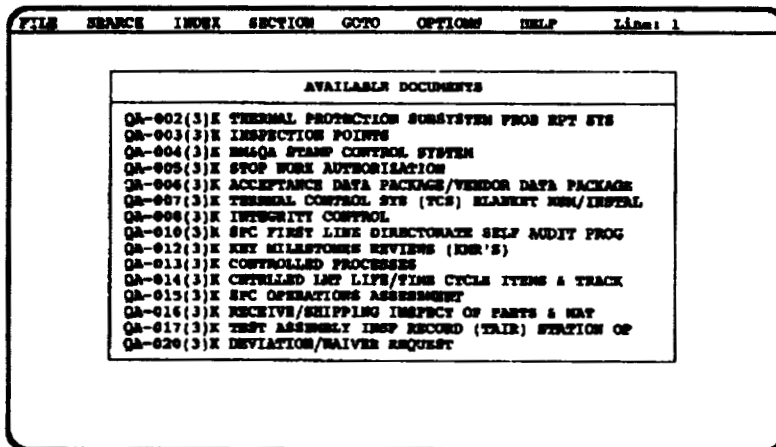 FILE SEARCH INDEX SECTION GOTO OPTIONS HELP Line: 1
AVAILABLE DOCUMENTS
QA-002(3)K THERMAL PROTECTION SUBSYSTEM PROB RPT SYS
QA-003(3)K INSPECTION POINTS
QA-004(3)K RM&QA STAMP CONTROL SYSTEM
QA-005(3)K STOP WORK AUTHORIZATION
QA-006(3)K ACCEPTANCE DATA PACKAGE/VENDOR DATA PACKAGE
QA-007(3)K THERMAL CONTROL SYS (TCS) BLANKET /INSTAL
QA-008(3)K INTEGRITY CONTROL
QA-010(3)K SPC FIRST LINE DIRECTORATE SELF AUDIT PROG
QA-012(3)K KEY MILESTONES REVIEWS (KMR'S)
QA-013(3)K CONTROLLED PROCESSES
QA-014(3)K LMT LIFE/TIME CYCLE ITEMS & TRACK
QA-015(3)K SPC OPERATIONS ASSESSMENT
QA-016(3)K RECEIVE/SHIPPING INSPECT OF PARTS & MAT
QA-017(3)K TEST ASSEMBLY INSP RECORD (TAIR) STATION OP
QA-020(3)K DEVIATION/WAIVER REQUEST